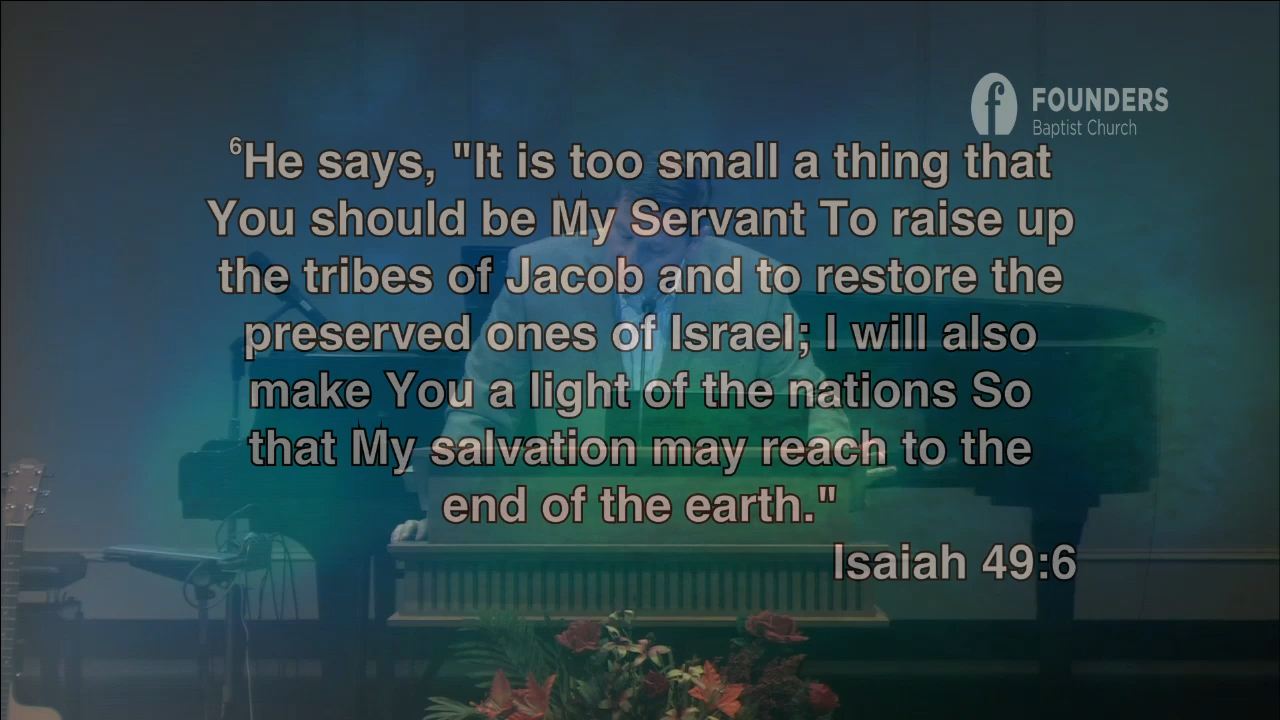 FOUNDERS
Baptist Church
6He says, "It is too small a thing that
You should be My Servant To raise up
the tribes of Jacob and to restore the
preserved ones of Israel; I will also
make You a light of the nations So
that My salvation may reach to the
end of the earth."
Isaiah 49:6